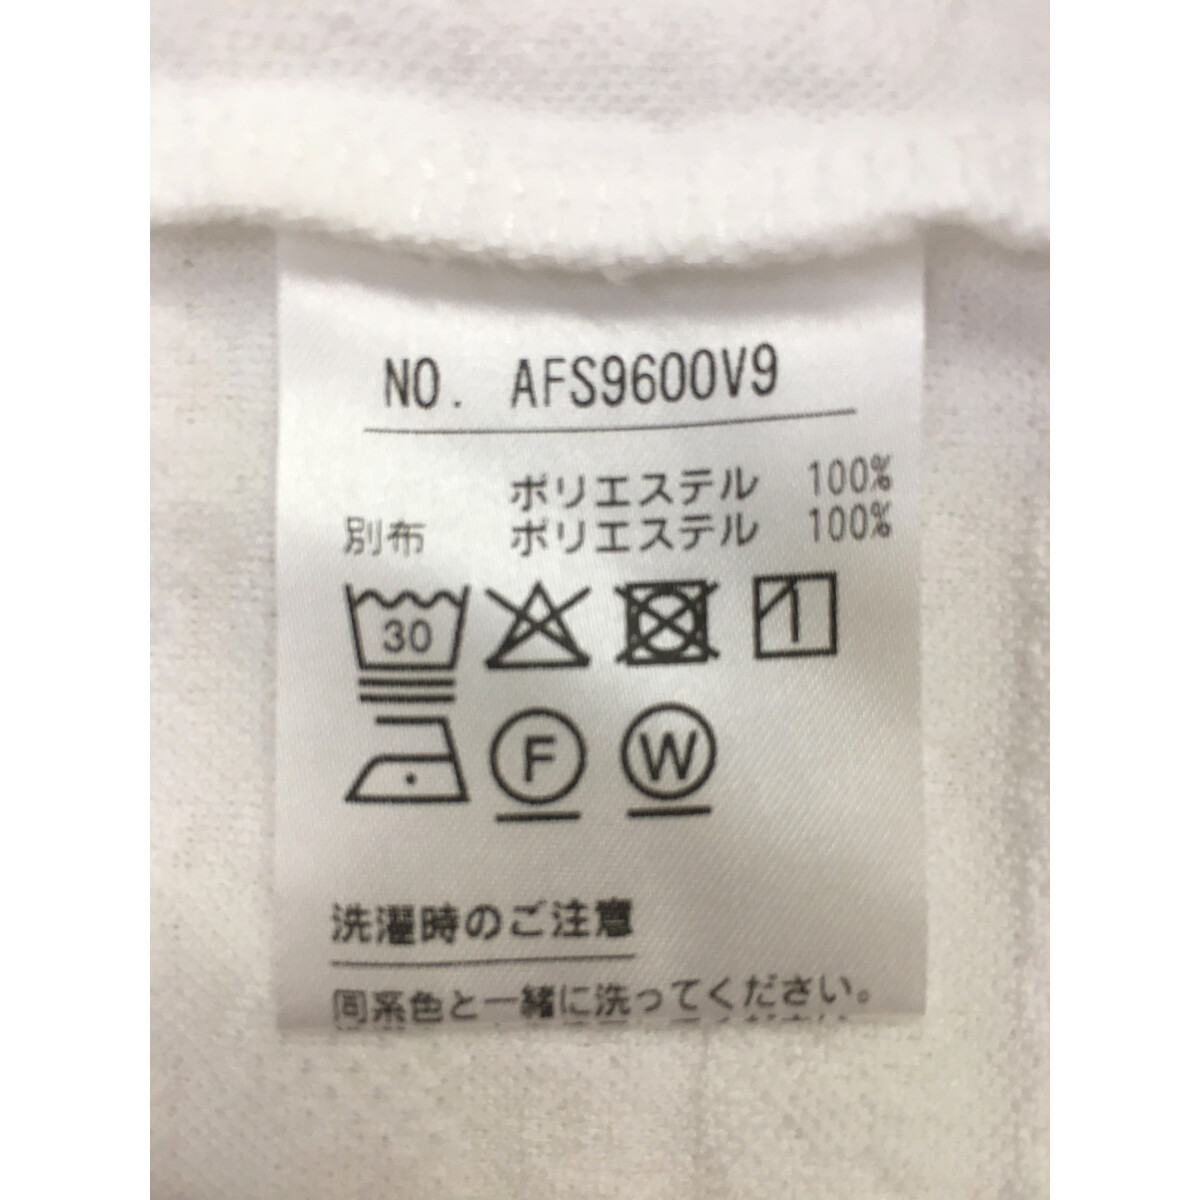 NO. AFS9600V9
ポリエステル 100%
別布 ポリエステル 100%
30
F W
洗濯時のご注意
同系色と一緒に洗ってください。